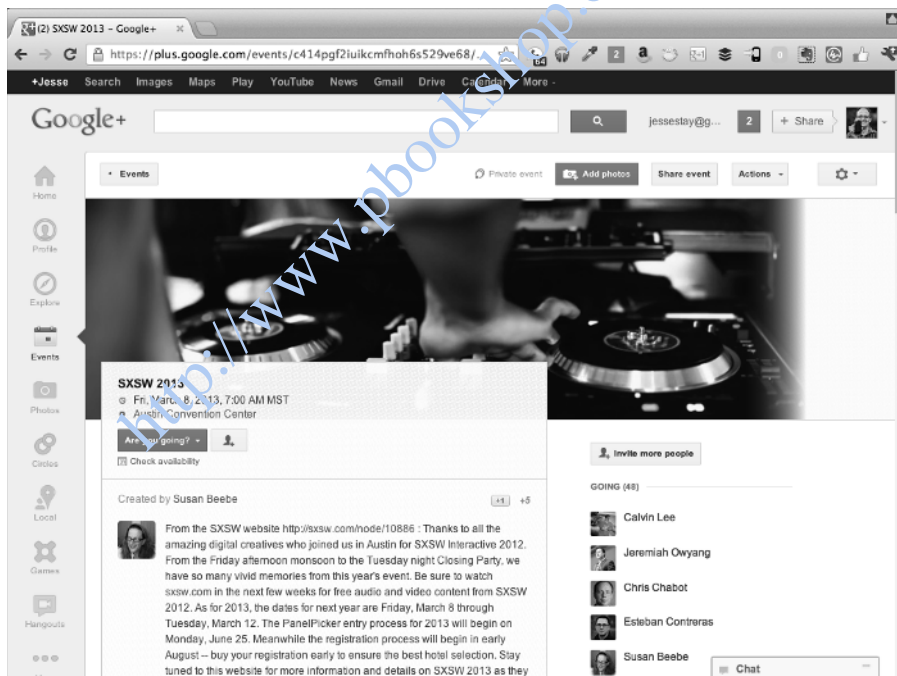 (2) SXSW 2013 – Google+
https://plus.google.com/events/c414pgf2iuikcmfhoh6s529ve68/...
64
2
a
+Jesse Search Images Maps Play YouTube News Gmail Drive Calendar More
Google+
jessestay@g... 2 + Share
Events
Private event Add photos Share event Actions
Home
Profile
Explore
Events
Photos
Circles
Local
Games
Hangouts
SXSW 2013
Fri, March 8, 2013, 7:00 AM MST
Austin Convention Center
Are you going?
Check availability
Created by Susan Beebe
+1 +5
From the SXSW website http://sxsw.com/node/10886 : Thanks to all the
amazing digital creatives who joined us in Austin for SXSW Interactive 2012.
From the Friday afternoon monsoon to the Tuesday night Closing Party, we
have so many vivid memories from this year's event. Be sure to watch
sxsw.com in the next few weeks for free audio and video content from SXSW
2012. As for 2013, the dates for next year are Friday, March 8 through
Tuesday, March 12. The PanelPicker entry process for 2013 will begin on
Monday, June 25. Meanwhile the registration process will begin in early
August – buy your registration early to ensure the best hotel selection. Stay
tuned to this website for more information and details on SXSW 2013 as they
Invite more people
GOING (48)
Calvin Lee
Jeremiah Owyang
Chris Chabot
Esteban Contreras
Susan Beebe
Chat
http://www.pbookshop.c